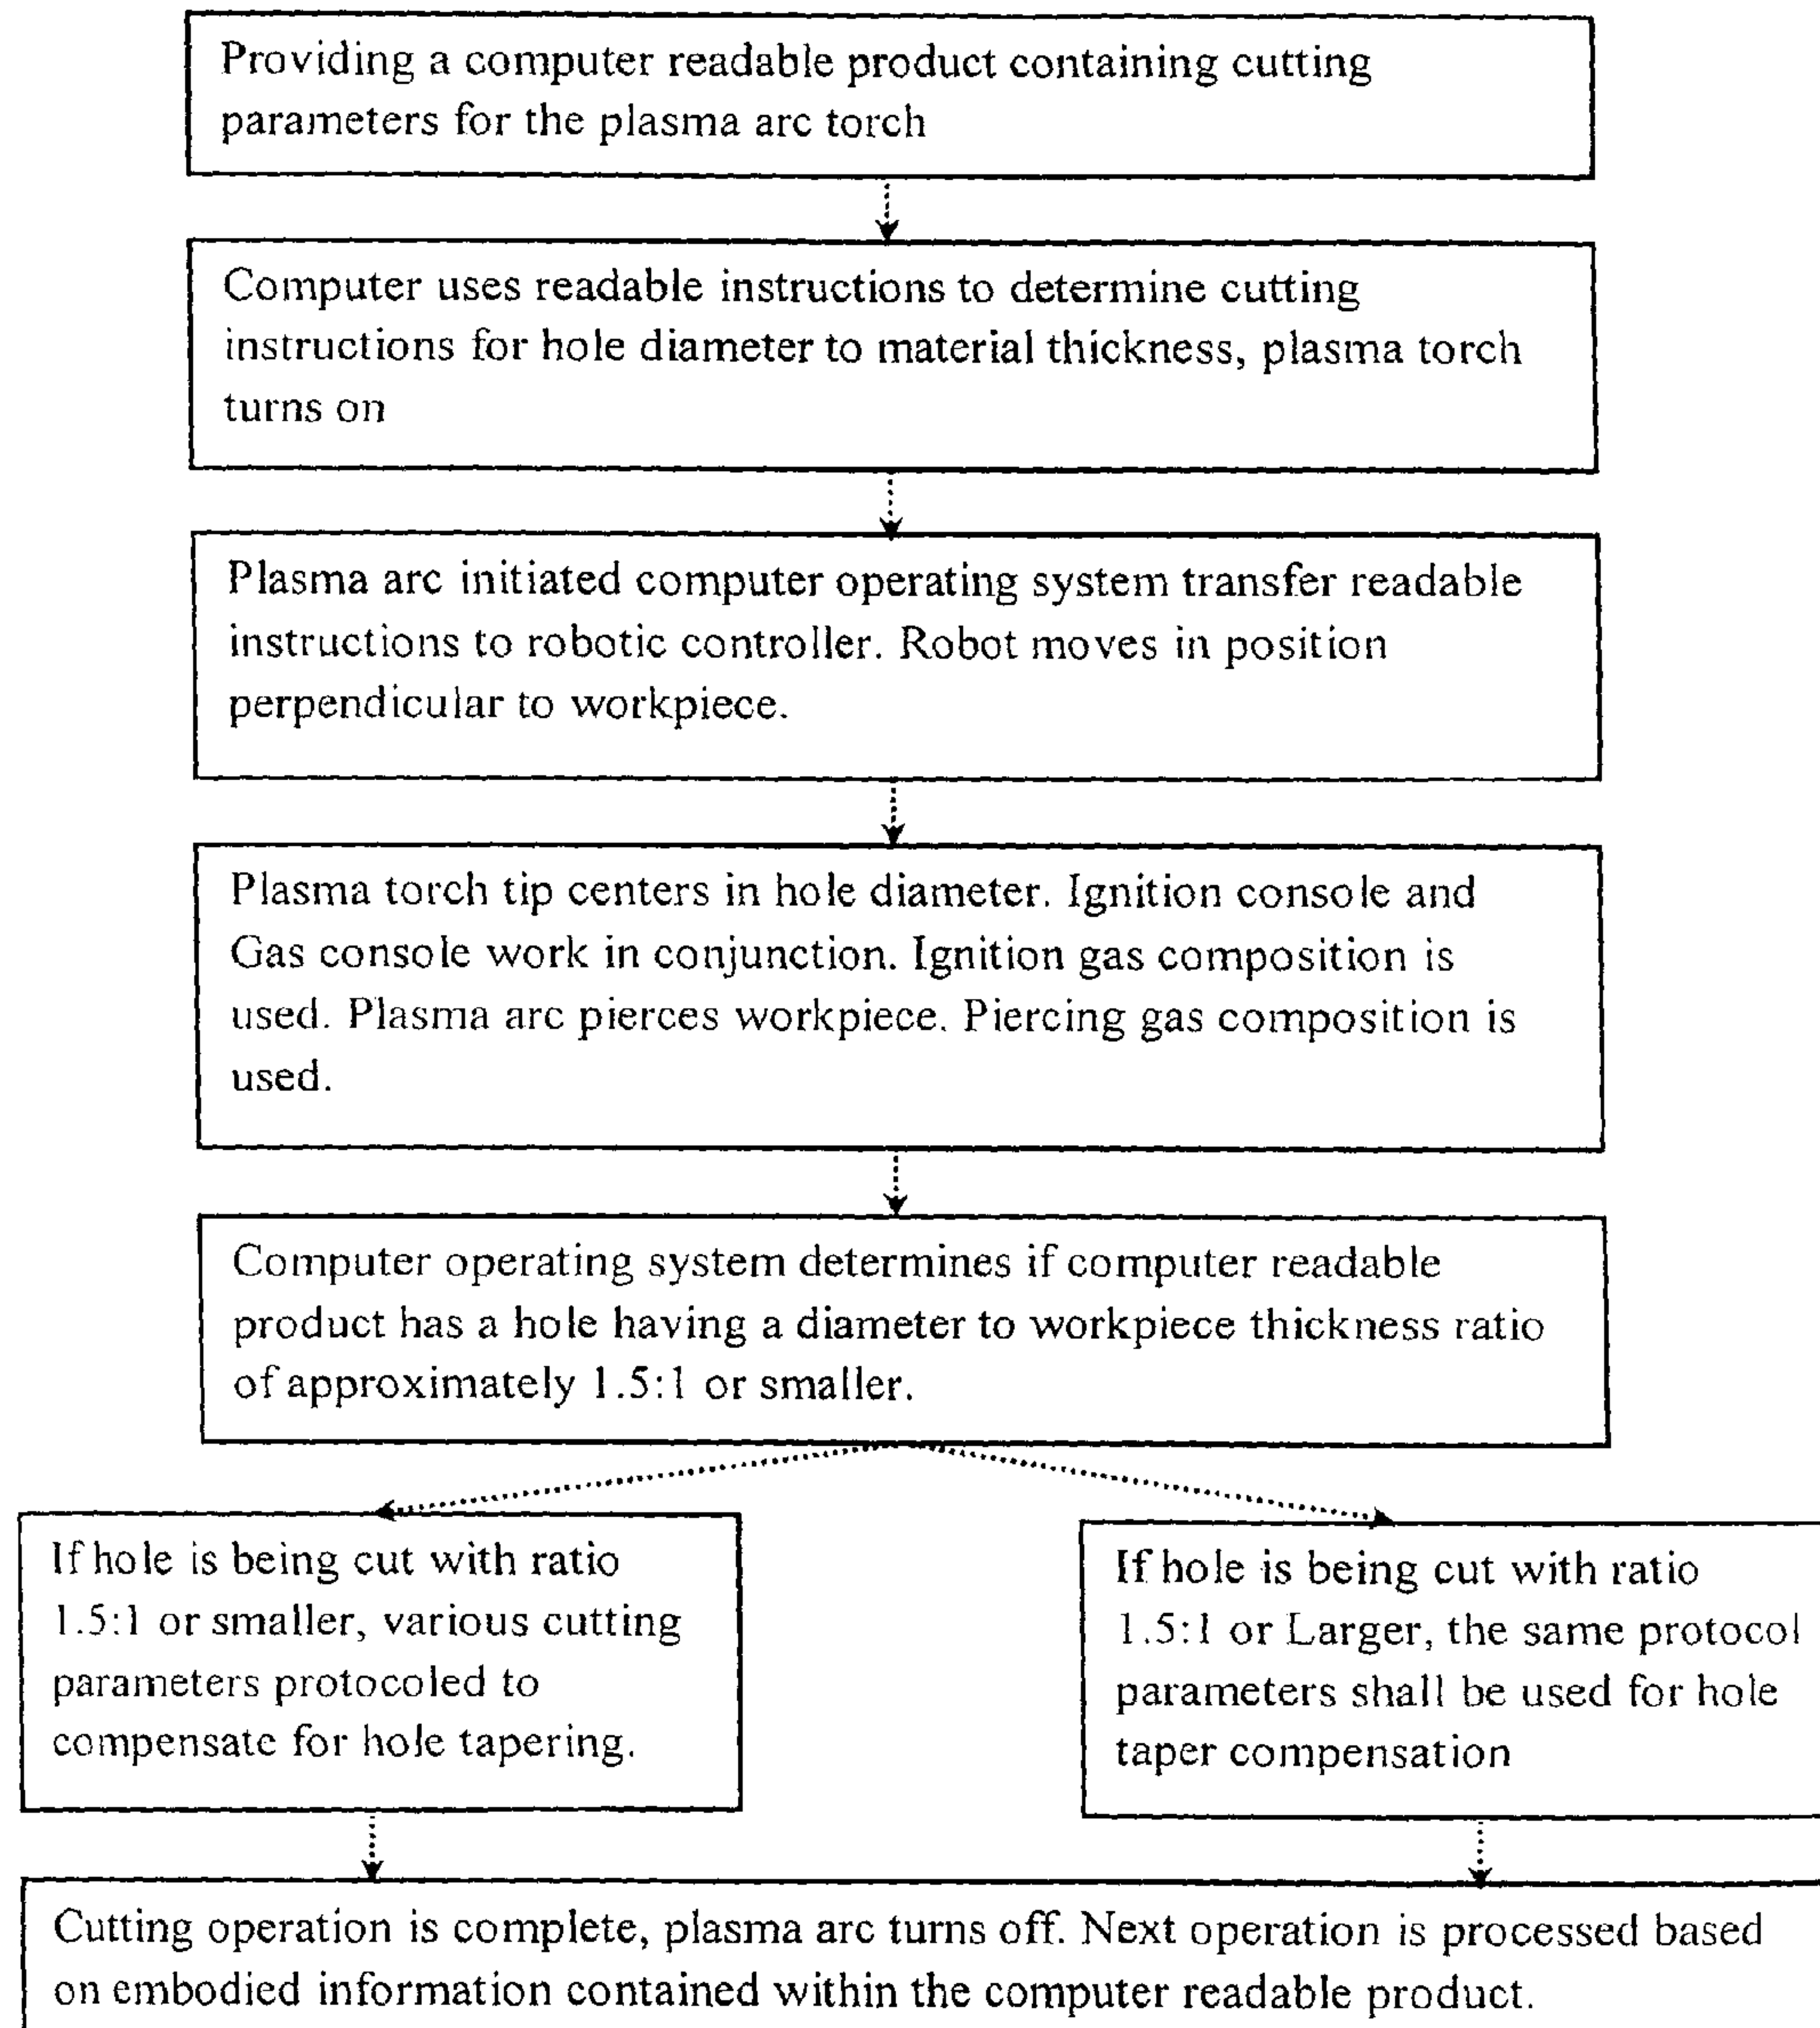 Providing a computer readable product containing cutting
parameters for the plasma arc torch
Computer uses readable instructions to determine cutting
instructions for hole diameter to material thickness, plasma torch
turns on
Plasma arc initiated computer operating system transfer readable
instructions to robotic controller. Robot moves in position
perpendicular to workpiece.
Plasma torch tip centers in hole diameter. Ignition console and
Gas console work in conjunction. Ignition gas composition is
used. Plasma arc pierces workpiece. Piercing gas composition is
used.
Computer operating system determines if computer readable
product has a hole having a diameter to workpiece thickness ratio
of approximately 1.5:1 or smaller.
If hole is being cut with ratio
1.5:1 or smaller, various cutting
parameters protocoled to
compensate for hole tapering.
If hole is being cut with ratio
1.5:1 or Larger, the same protocol
parameters shall be used for hole
taper compensation
Cutting operation is complete, plasma arc turns off. Next operation is processed based
on embodied information contained within the computer readable product.